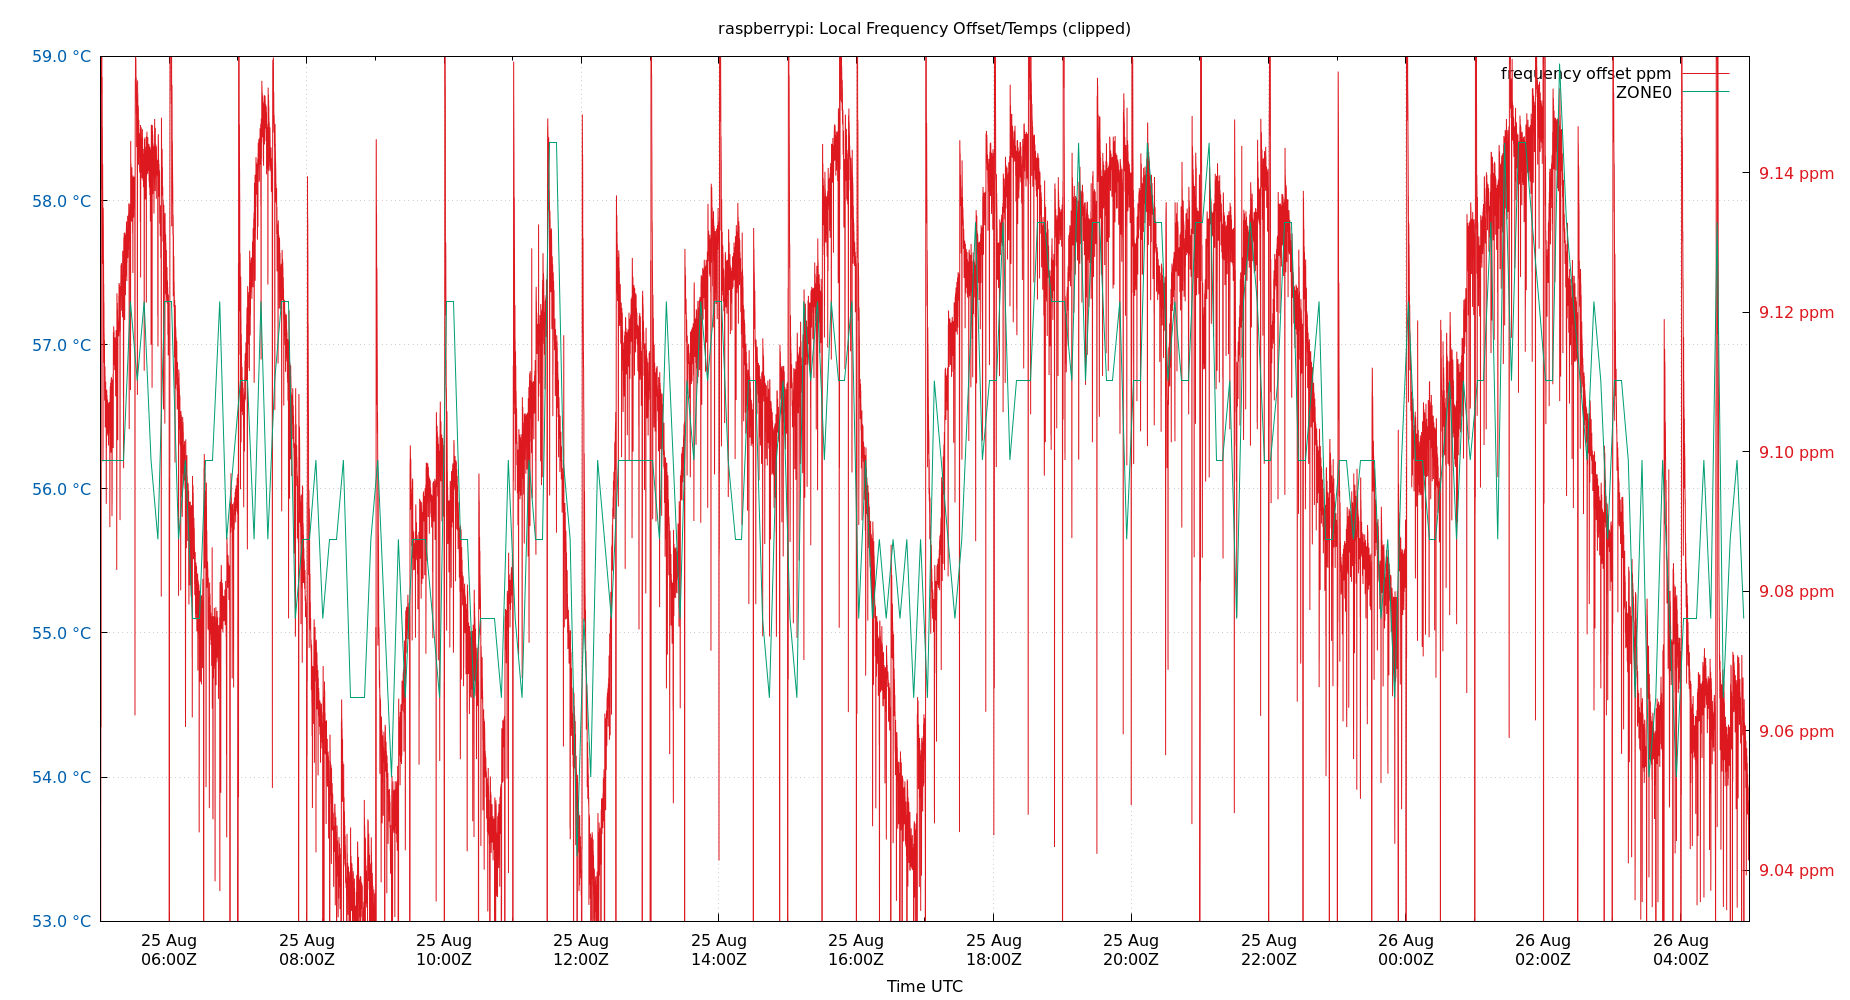 raspberrypi: Local Frequency Offset/Temps (clipped)
59.0 °C
58.0 °C
57.0 °C
56.0 °C
55.0 °C
54.0 °C
53.0 °C
frequency offset ppm
ZONE0
9.14 ppm
9.12 ppm
9.10 ppm
9.08 ppm
9.06 ppm
9.04 ppm
25 Aug 25 Aug 25 Aug 25 Aug 25 Aug 25 Aug 25 Aug 25 Aug 25 Aug 26 Aug 26 Aug 26 Aug
06:00Z 08:00Z 10:00Z 12:00Z 14:00Z 16:00Z 18:00Z 20:00Z 22:00Z 00:00Z 02:00Z 04:00Z
Time UTC